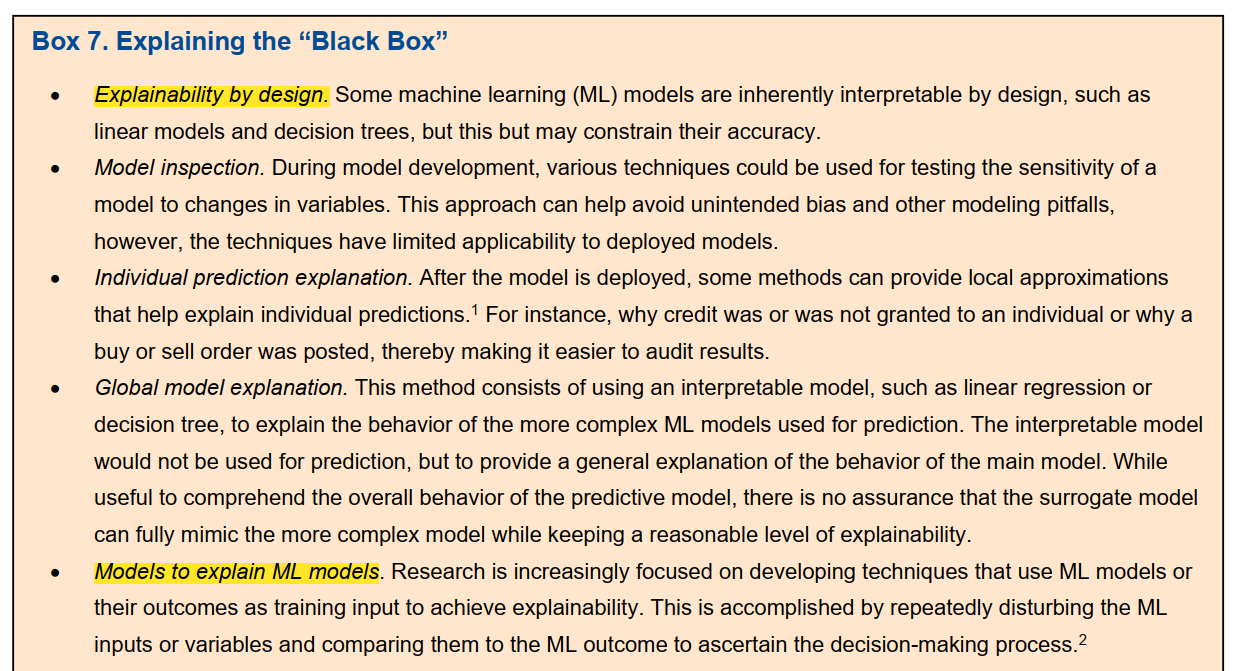 Box 7. Explaining the “Black Box”
• Explainability by design. Some machine learning (ML) models are inherently interpretable by design, such as
linear models and decision trees, but this but may constrain their accuracy.
• Model inspection. During model development, various techniques could be used for testing the sensitivity of a
model to changes in variables. This approach can help avoid unintended bias and other modeling pitfalls,
however, the techniques have limited applicability to deployed models.
• Individual prediction explanation. After the model is deployed, some methods can provide local approximations
that help explain individual predictions.¹ For instance, why credit was or was not granted to an individual or why a
buy or sell order was posted, thereby making it easier to audit results.
• Global model explanation. This method consists of using an interpretable model, such as linear regression or
decision tree, to explain the behavior of the more complex ML models used for prediction. The interpretable model
would not be used for prediction, but to provide a general explanation of the behavior of the main model. While
useful to comprehend the overall behavior of the predictive model, there is no assurance that the surrogate model
can fully mimic the more complex model while keeping a reasonable level of explainability.
• Models to explain ML models. Research is increasingly focused on developing techniques that use ML models or
their outcomes as training input to achieve explainability. This is accomplished by repeatedly disturbing the ML
inputs or variables and comparing them to the ML outcome to ascertain the decision-making process.²